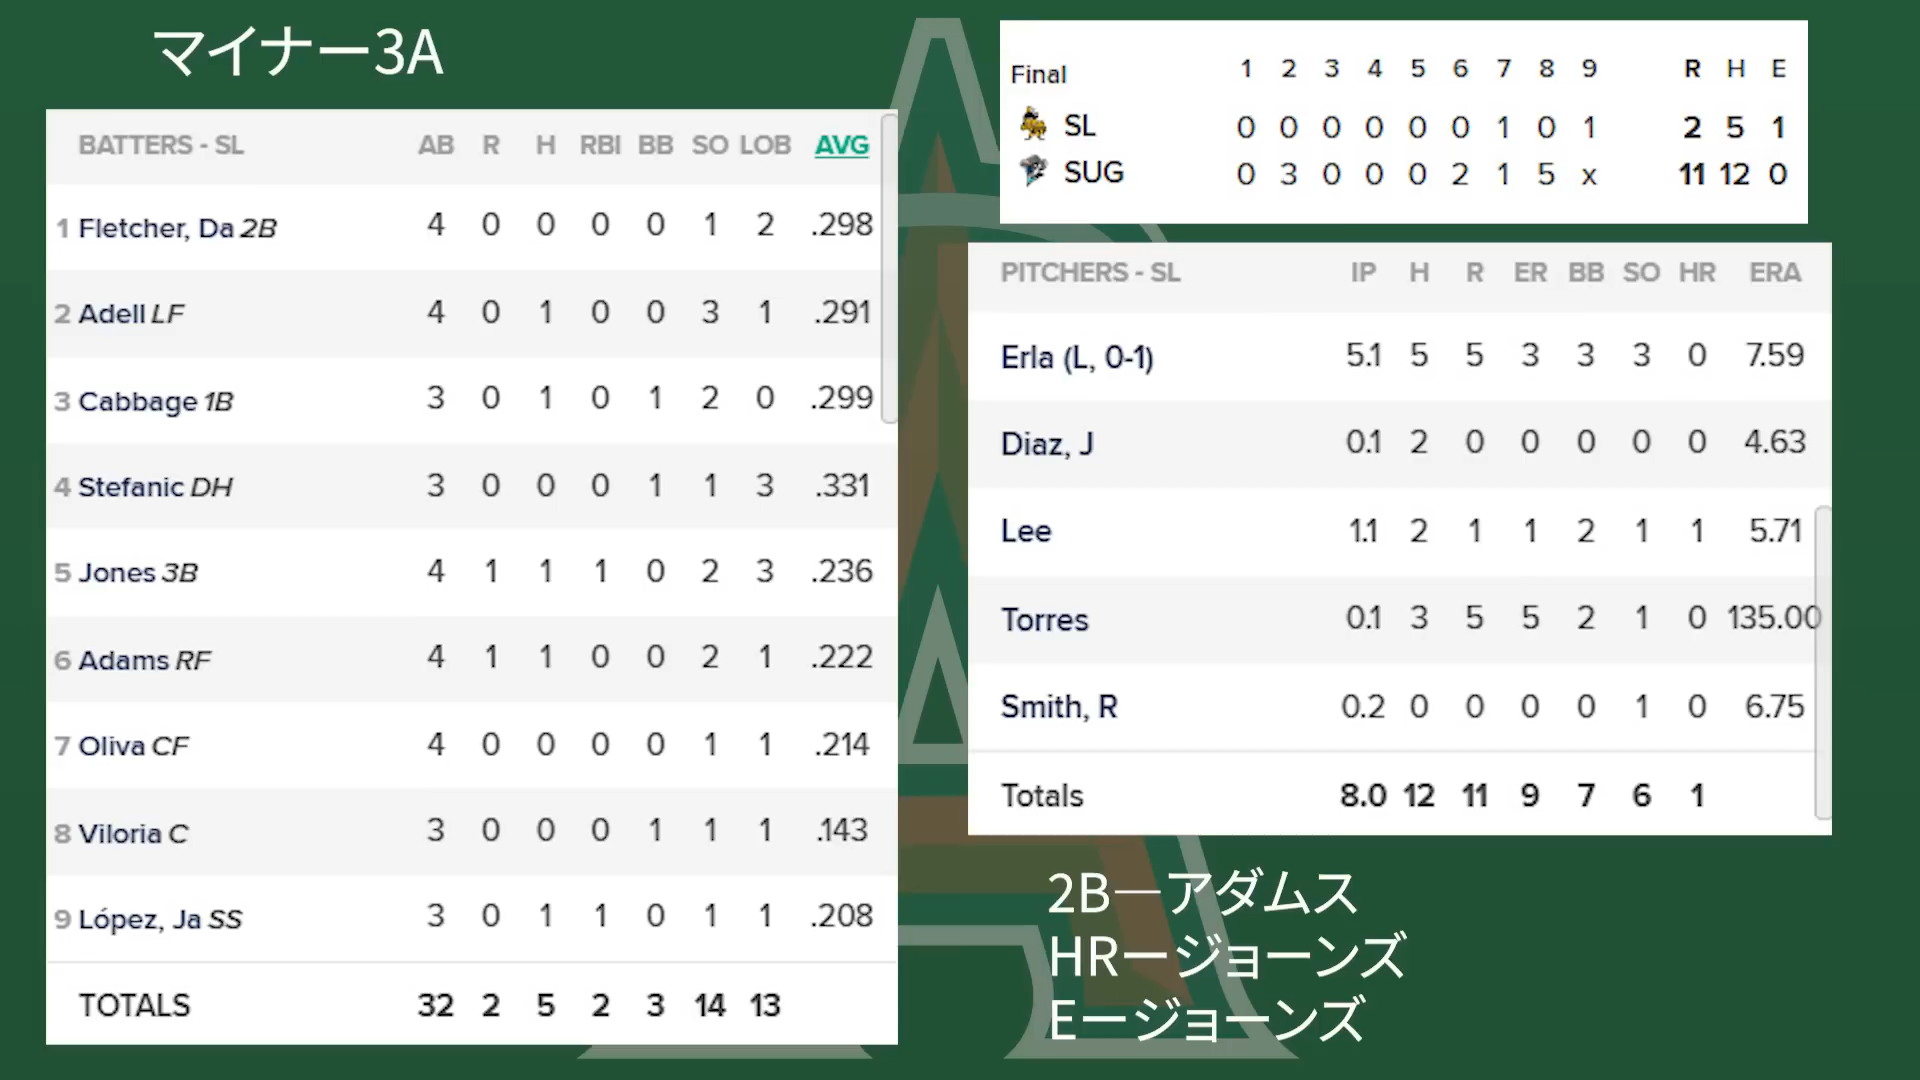 マイナー3A
BATTERS - SL AB R H RBI BB SO LOB AVG
1 Fletcher, Da 2B 4 0 0 0 0 1 2 .298
2 Adell LF 4 0 1 0 0 3 1 .291
3 Cabbage 1B 3 0 1 0 1 2 0 .299
4 Stefanic DH 3 0 0 0 1 1 3 .331
5 Jones 3B 4 1 1 1 0 2 3 .236
6 Adams RF 4 1 1 0 0 2 1 .222
7 Oliva CF 4 0 0 0 0 1 1 .214
8 Viloria C 3 0 0 0 1 1 1 .143
9 López, Ja SS 3 0 1 1 0 1 1 .208
TOTALS 32 2 5 2 3 14 13
Final 1 2 3 4 5 6 7 8 9 R H E
SL 0 0 0 0 0 0 1 0 1 2 5 1
SUG 0 3 0 0 0 2 1 5 x 11 12 0
PITCHERS - SL IP H R ER BB SO HR ERA
Erla (L, 0-1) 5.1 5 5 3 3 3 0 7.59
Diaz, J 0.1 2 0 0 0 0 0 4.63
Lee 1.1 2 1 1 2 1 1 5.71
Torres 0.1 3 5 5 2 1 0 135.00
Smith, R 0.2 0 0 0 0 1 0 6.75
Totals 8.0 12 11 9 7 6 1
2B―アダムス
HRージョーンズ
Eージョーンズ